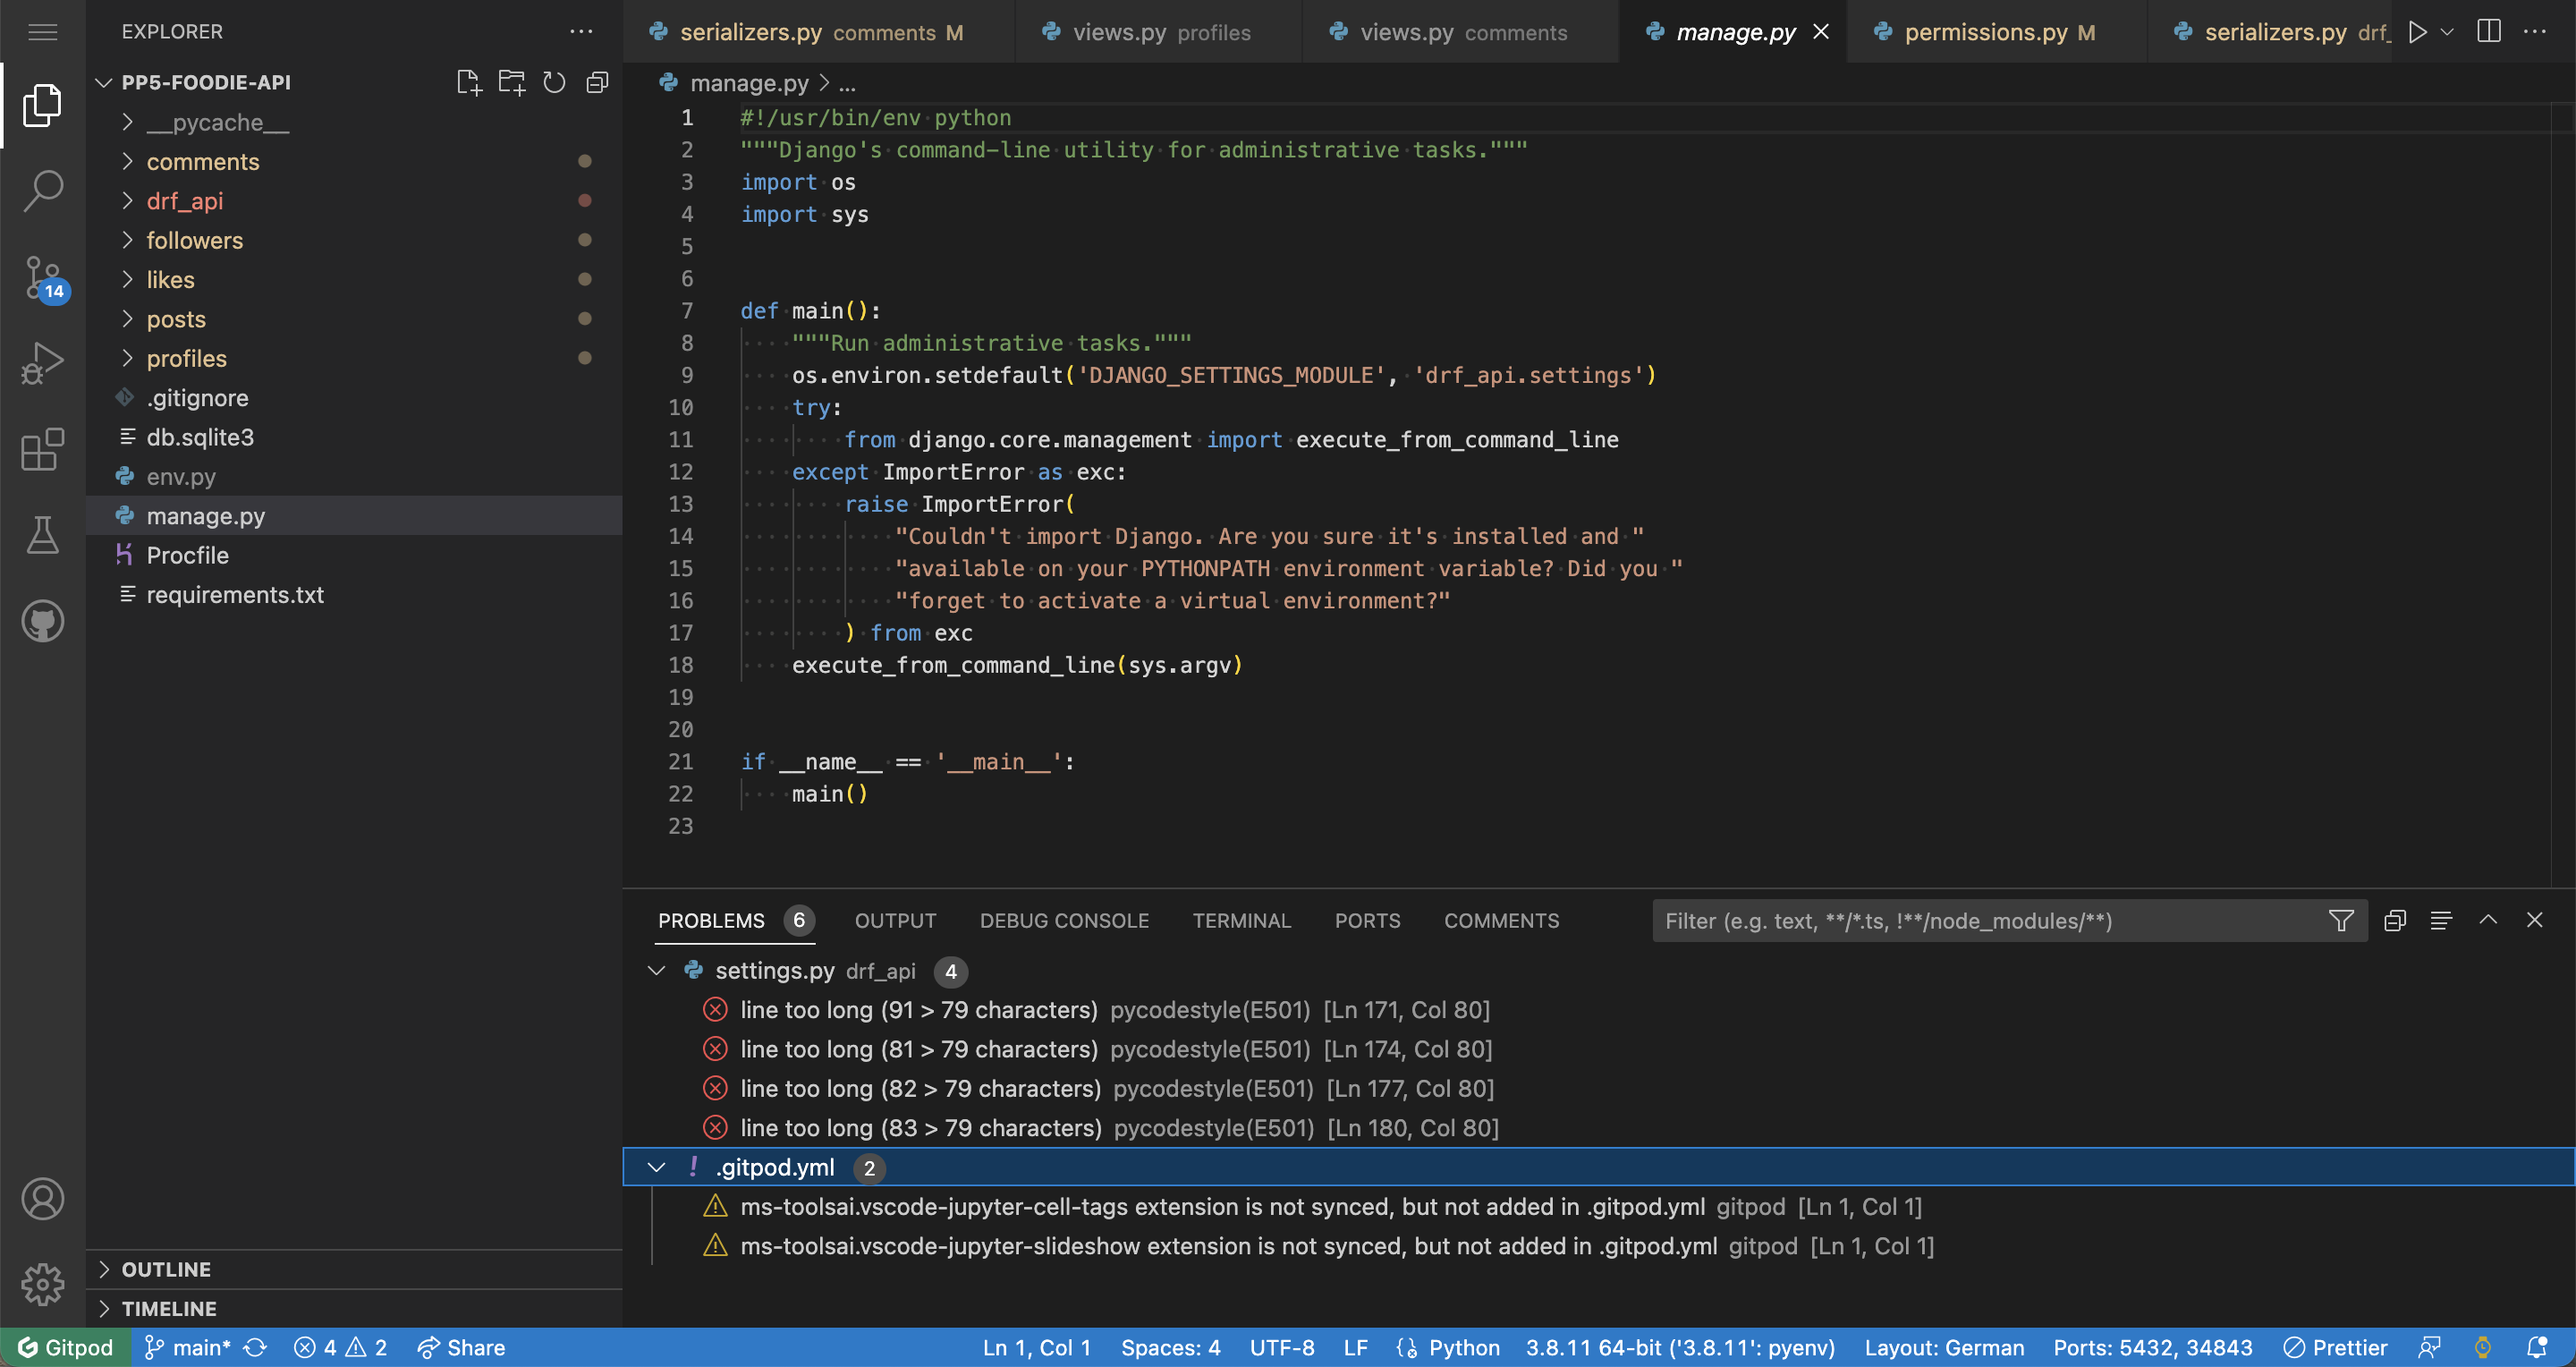 EXPLORER
PP5-FOODIE-API
__pycache__
comments
drf_api
followers
14
likes
posts
profiles
.gitignore
db.sqlite3
env.py
manage.py
Procfile
requirements.txt
OUTLINE
TIMELINE
serializers.py comments M
views.py profiles
views.py comments
manage.py
permissions.py M
serializers.py drf_
manage.py > ...
1 #!/usr/bin/env python
2 """Django's command-line utility for administrative tasks."""
3 import os
4 import sys
5
6
7 def main():
8 """Run administrative tasks."""
9 os.environ.setdefault('DJANGO_SETTINGS_MODULE', 'drf_api.settings')
10 try:
11 from django.core.management import execute_from_command_line
12 except ImportError as exc:
13 raise ImportError(
14 "Couldn't import Django. Are you sure it's installed and "
15 "available on your PYTHONPATH environment variable? Did you "
16 "forget to activate a virtual environment?"
17 ) from exc
18 execute_from_command_line(sys.argv)
19
20
21 if __name__ == '__main__':
22 main()
23
PROBLEMS 6 OUTPUT DEBUG CONSOLE TERMINAL PORTS COMMENTS Filter (e.g. text, **/*.ts, !**/node_modules/**)
settings.py drf_api 4
line too long (91 > 79 characters) pycodestyle(E501) [Ln 171, Col 80]
line too long (81 > 79 characters) pycodestyle(E501) [Ln 174, Col 80]
line too long (82 > 79 characters) pycodestyle(E501) [Ln 177, Col 80]
line too long (83 > 79 characters) pycodestyle(E501) [Ln 180, Col 80]
! .gitpod.yml 2
ms-toolsai.vscode-jupyter-cell-tags extension is not synced, but not added in .gitpod.yml gitpod [Ln 1, Col 1]
ms-toolsai.vscode-jupyter-slideshow extension is not synced, but not added in .gitpod.yml gitpod [Ln 1, Col 1]
Gitpod main* 4 2 Share Ln 1, Col 1 Spaces: 4 UTF-8 LF Python 3.8.11 64-bit ('3.8.11': pyenv) Layout: German Ports: 5432, 34843 Prettier